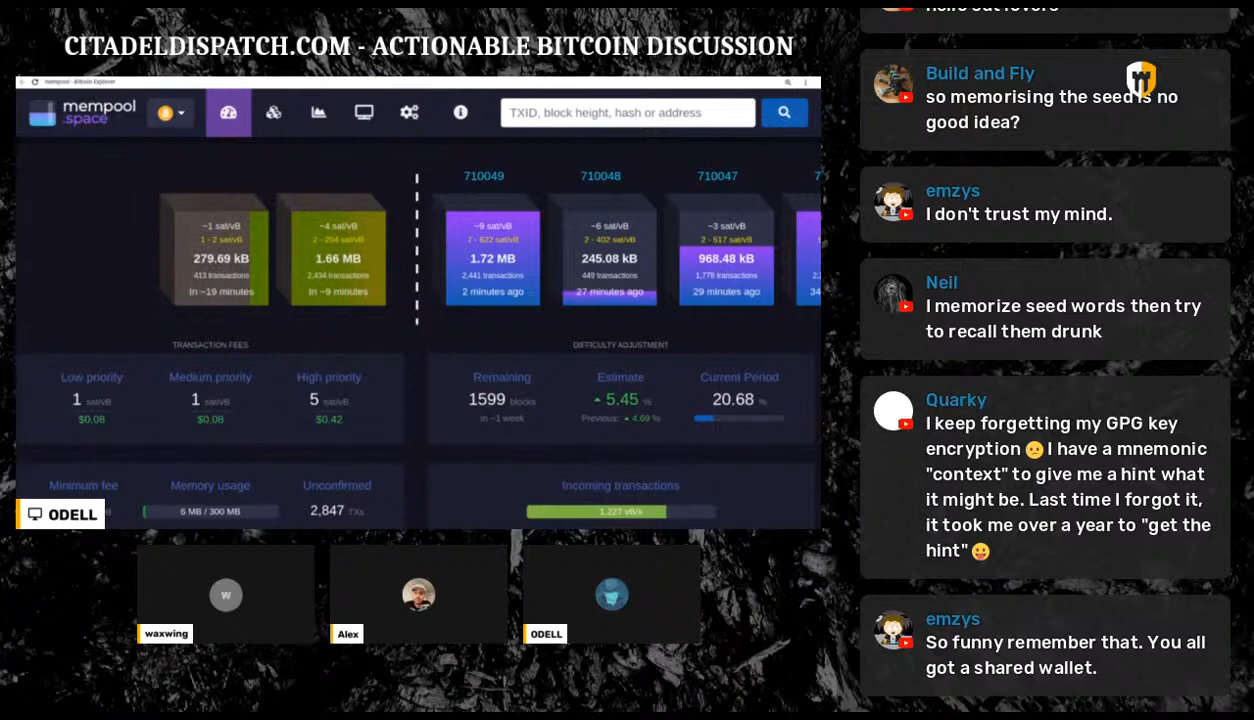 CITADELDISPATCH.COM - ACTIONABLE BITCOIN DISCUSSION
mempool - Bitcoin Explorer
mempool
.space
TXID, block height, hash or address
710049
710048
710047
~1 sat/vB
1 - 2 sat/vB
279.69 kB
413 transactions
In ~19 minutes
~4 sat/vB
2 - 204 sat/vB
1.66 MB
2,434 transactions
In ~9 minutes
~9 sat/vB
7 - 622 sat/vB
1.72 MB
2,441 transactions
2 minutes ago
~6 sat/vB
2 - 402 sat/vB
245.08 kB
449 transactions
27 minutes ago
~3 sat/vB
2 - 517 sat/vB
968.48 kB
1,778 transactions
29 minutes ago
TRANSACTION FEES
Low priority
Medium priority
High priority
1 sat/vB
1 sat/vB
5 sat/vB
$0.08
$0.08
$0.42
DIFFICULTY ADJUSTMENT
Remaining
Estimate
Current Period
1599 blocks
5.45 %
20.68 %
In ~1 week
Previous: 4.69 %
Minimum fee
Memory usage
Unconfirmed
6 MB / 300 MB
2,847 TXs
Incoming transactions
1,227 vB/s
ODELL
W
waxwing
Alex
ODELL
Build and Fly
so memorising the seed is no
good idea?
emzys
I don't trust my mind.
Neil
I memorize seed words then try
to recall them drunk
Quarky
I keep forgetting my GPG key
encryption 😕 I have a mnemonic
"context" to give me a hint what
it might be. Last time I forgot it,
it took me over a year to "get the
hint" 😛
emzys
So funny remember that. You all
got a shared wallet.